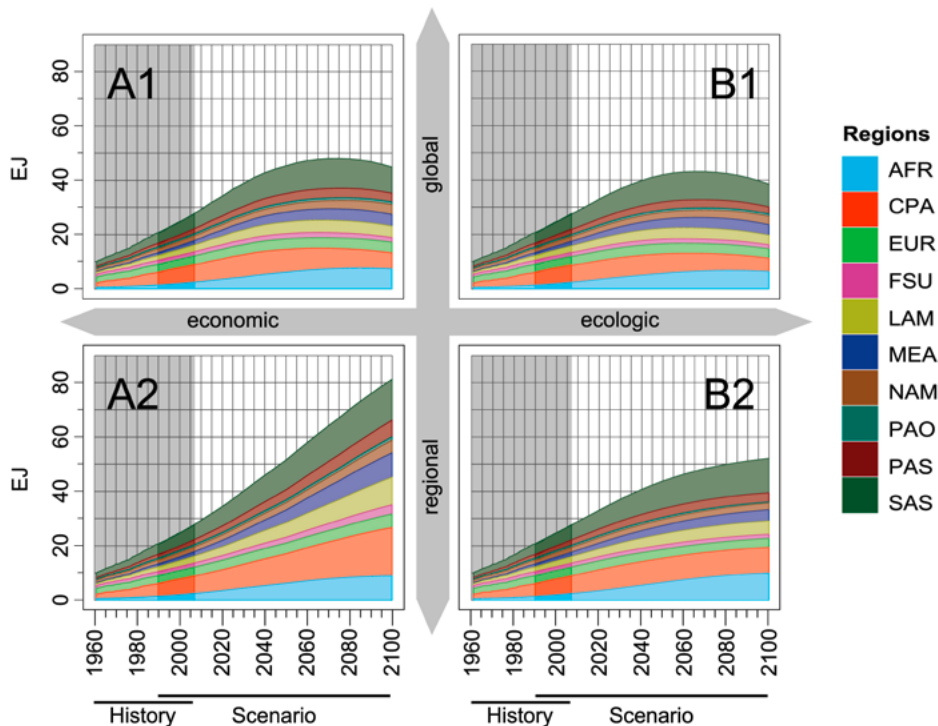 A1
B1
EJ
80
60
40
20
0
global
Regions
AFR
CPA
EUR
FSU
LAM
MEA
NAM
PAO
PAS
SAS
economic
ecologic
A2
B2
EJ
80
60
40
20
0
regional
1960 1980 2000 2020 2040 2060 2080 2100
1960 1980 2000 2020 2040 2060 2080 2100
History Scenario
History Scenario